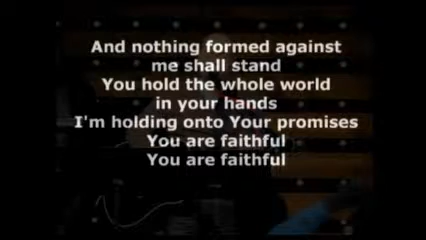 And nothing formed against
me shall stand
You hold the whole world
in your hands
I'm holding onto Your promises
You are faithful
You are faithful